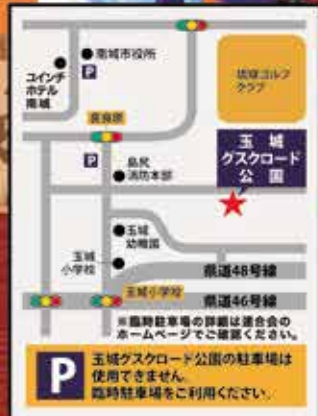 南城市役所
P
ユインチ
ホテル
南城
琉球ゴルフ
クラブ
P
島尻
消防本部
玉城
グスクロード
公園
玉城
幼稚園
玉城
小学校
県道48号線
玉城小学校
県道46号線
※臨時駐車場の詳細は連合会の
ホームページでご確認ください。
P
玉城グスクロード公園の駐車場は
使用できません。
臨時駐車場をご利用ください。